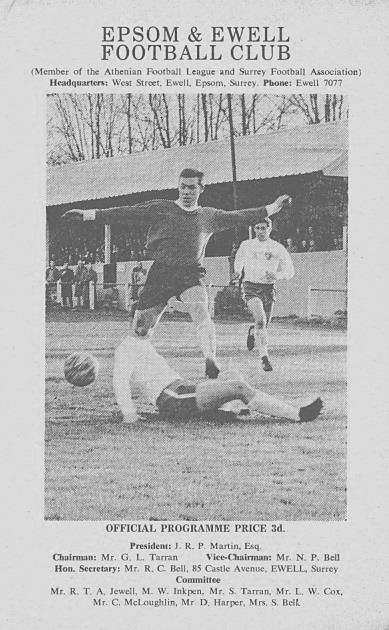 EPSOM & EWELL
FOOTBALL CLUB
(Member of the Athenian Football League and Surrey Football Association)
Headquarters: West Street, Ewell, Epsom, Surrey. Phone: Ewell 7077
OFFICIAL PROGRAMME PRICE 3d.
President: J. R. P. Martin, Esq.
Chairman: Mr. G. L. Tarran Vice-Chairman: Mr. N. P. Bell
Hon. Secretary: Mr. R. C. Bell, 85 Castle Avenue, EWELL, Surrey
Committee
Mr. R. T. A. Jewell, M. W. Inkpen, Mr. S. Tarran, Mr. L. W. Cox,
Mr. C. McLoughlin, Mr D. Harper, Mrs. S. Bell.